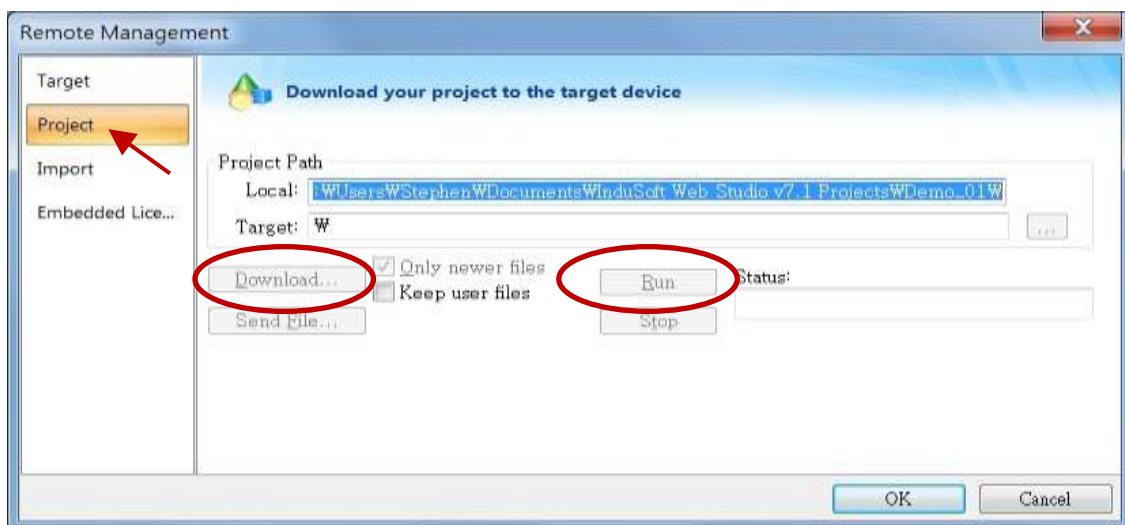 Remote Management
Target
Project
Import
Embedded Lice...
Download your project to the target device
Project Path
Local: :₩Users₩Stephen₩Documents₩InduSoft Web Studio v7.1 Projects₩Demo_01₩
Target: ₩
...
Download...
Only newer files
Keep user files
Send File...
Run
Stop
Status:
OK
Cancel